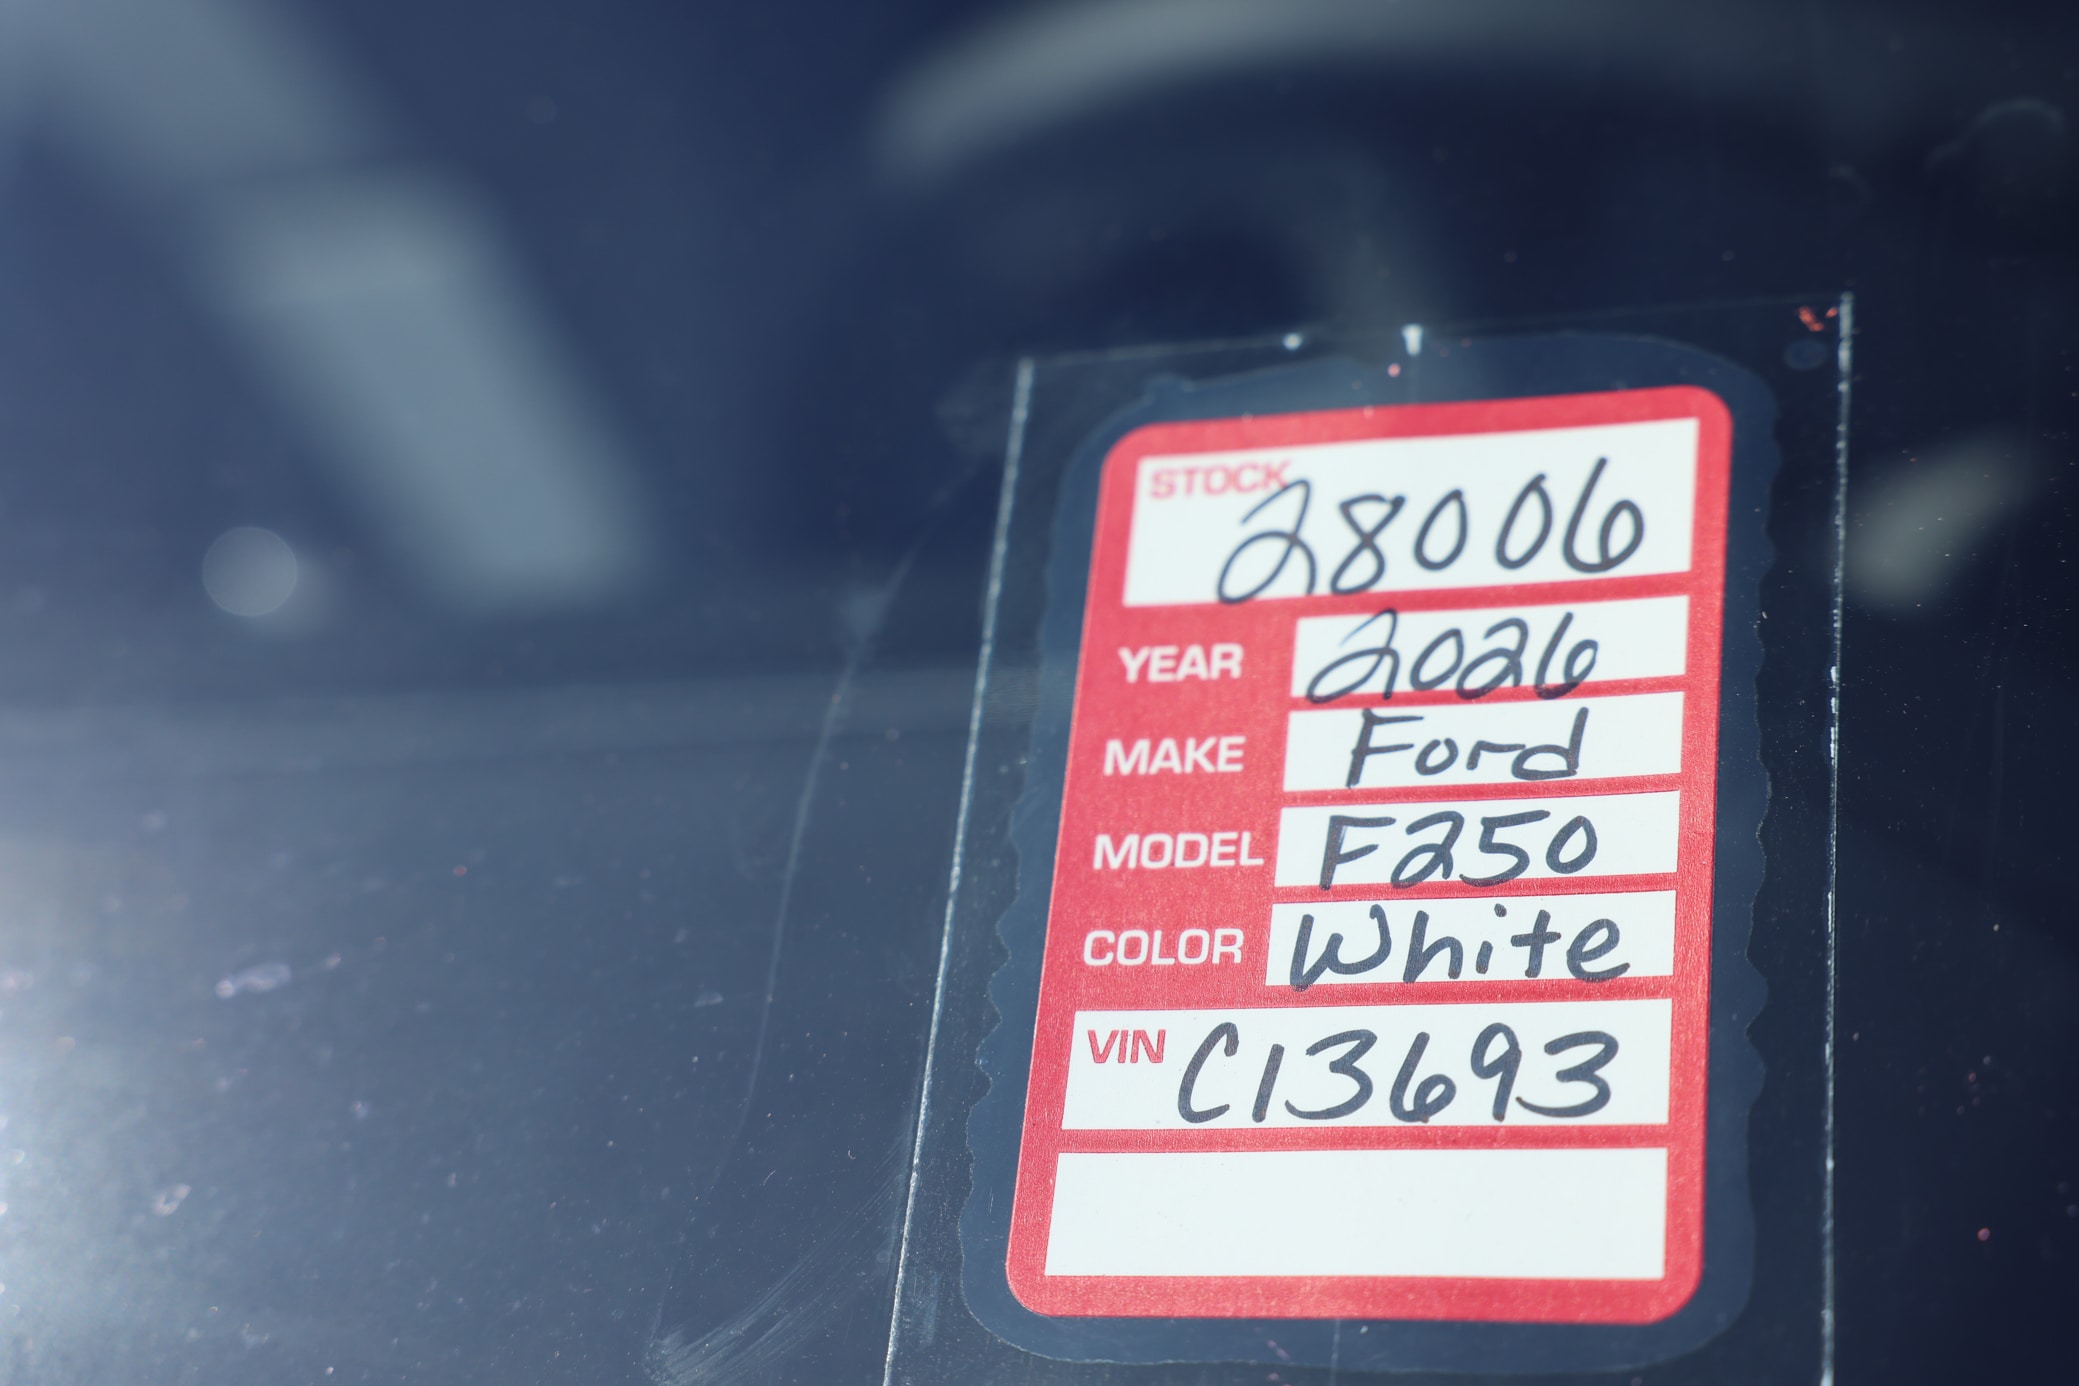 STOCK 28006
YEAR 2026
MAKE Ford
MODEL F250
COLOR White
VIN C13693